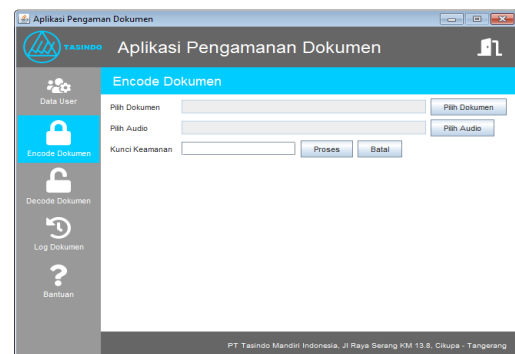 Aplikasi Pengaman Dokumen
TASINDO
Aplikasi Pengamanan Dokumen
Data User
Encode Dokumen
Decode Dokumen
Log Dokumen
Bantuan
Encode Dokumen
Pilih Dokumen Pilih Dokumen
Pilih Audio Pilih Audio
Kunci Keamanan Proses Batal
PT Tasindo Mandiri Indonesia, Jl Raya Serang KM 13.8, Cikupa - Tangerang